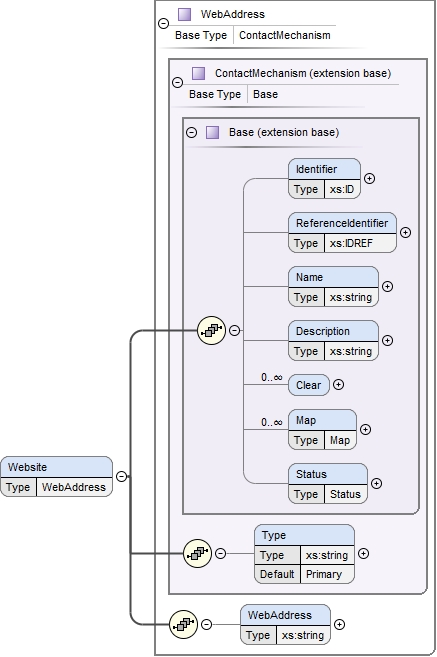 WebAddress
Base Type ContactMechanism
ContactMechanism (extension base)
Base Type Base
Base (extension base)
Identifier
Type xs:ID
ReferenceIdentifier
Type xs:IDREF
Name
Type xs:string
Description
Type xs:string
0..∞
Clear
0..∞
Map
Type Map
Status
Type Status
Website
Type WebAddress
Type
Type xs:string
Default Primary
WebAddress
Type xs:string